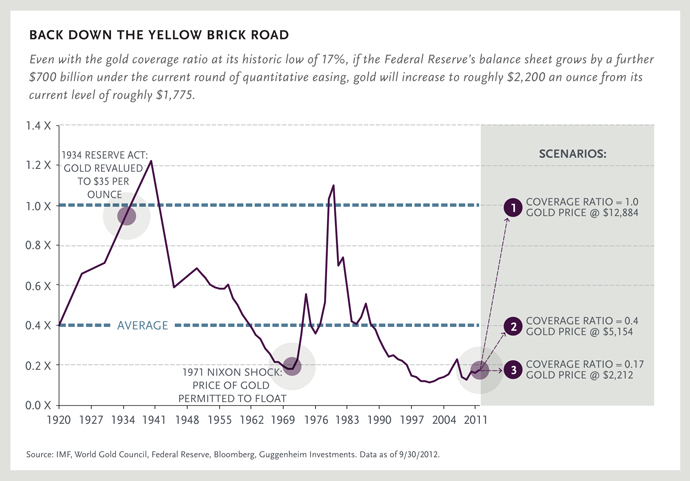 BACK DOWN THE YELLOW BRICK ROAD
Even with the gold coverage ratio at its historic low of 17%, if the Federal Reserve's balance sheet grows by a further
$700 billion under the current round of quantitative easing, gold will increase to roughly $2,200 an ounce from its
current level of roughly $1,775.
1.4 X
1.2 X
1.0 X
0.8 X
0.6 X
0.4 X
0.2 X
0.0 X
1934 RESERVE ACT:
GOLD REVALUED
TO $35 PER
OUNCE
AVERAGE
1971 NIXON SHOCK:
PRICE OF GOLD
PERMITTED TO FLOAT
SCENARIOS:
1 COVERAGE RATIO = 1.0
GOLD PRICE @ $12,884
2 COVERAGE RATIO = 0.4
GOLD PRICE @ $5,154
3 COVERAGE RATIO = 0.17
GOLD PRICE @ $2,212
1920 1927 1934 1941 1948 1955 1962 1969 1976 1983 1990 1997 2004 2011
Source: IMF, World Gold Council, Federal Reserve, Bloomberg, Guggenheim Investments. Data as of 9/30/2012.